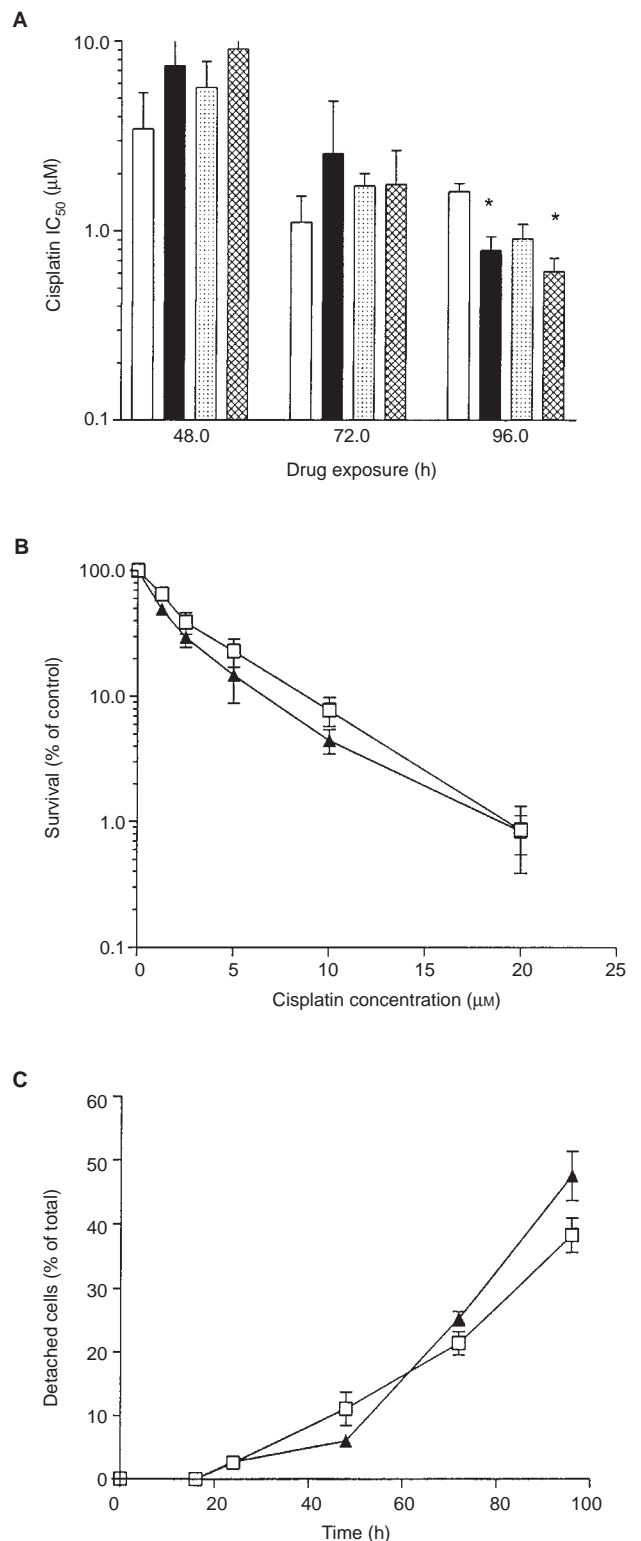 A
10.0
1.0
0.1
Cisplatin IC50 (µM)
* *
48.0 72.0 96.0
Drug exposure (h)
B
100.0
10.0
1.0
0.1
Survival (% of control)
0 5 10 15 20 25
Cisplatin concentration (µM)
C
60
50
40
30
20
10
0
Detached cells (% of total)
0 20 40 60 80 100
Time (h)